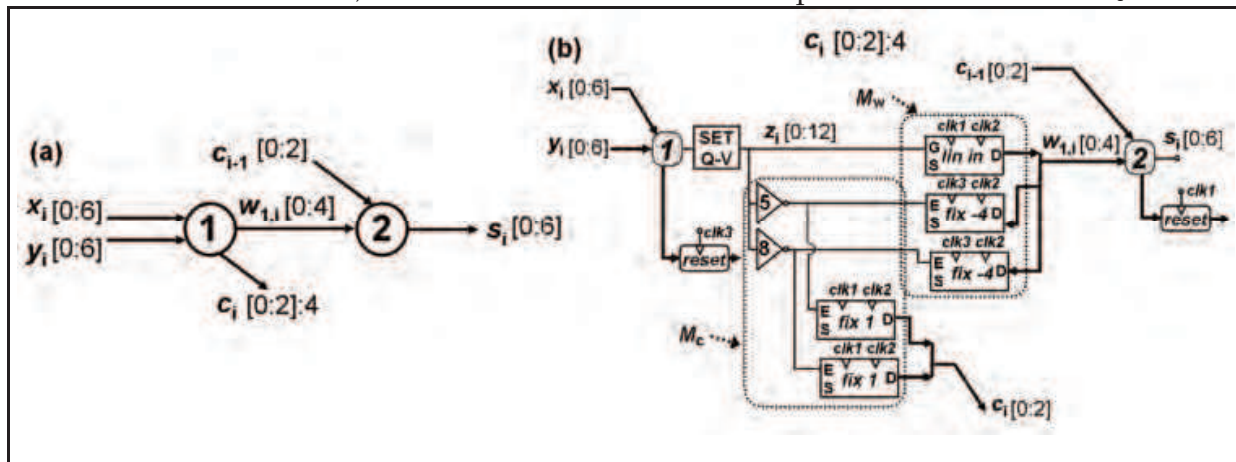 (a)
c_{i-1} [0:2]
x_i [0:6]
y_i [0:6]
1
w_{1,i} [0:4]
2
s_i [0:6]
c_i [0:2]:4
(b)
c_i [0:2]:4
x_i [0:6]
y_i [0:6]
1
SET
Q-V
z_i [0:12]
M_w
clk1 clk2
G
S
lin in
D
clk3 clk2
E
S
fix -4
D
clk3 clk2
E
S
fix -4
D
c_{i-1} [0:2]
w_{1,i} [0:4]
2
s_i [0:6]
clk1
reset
clk3
reset
5
8
M_c
clk1 clk2
E
S
fix 1
D
clk1 clk2
E
S
fix 1
D
c_i [0:2]